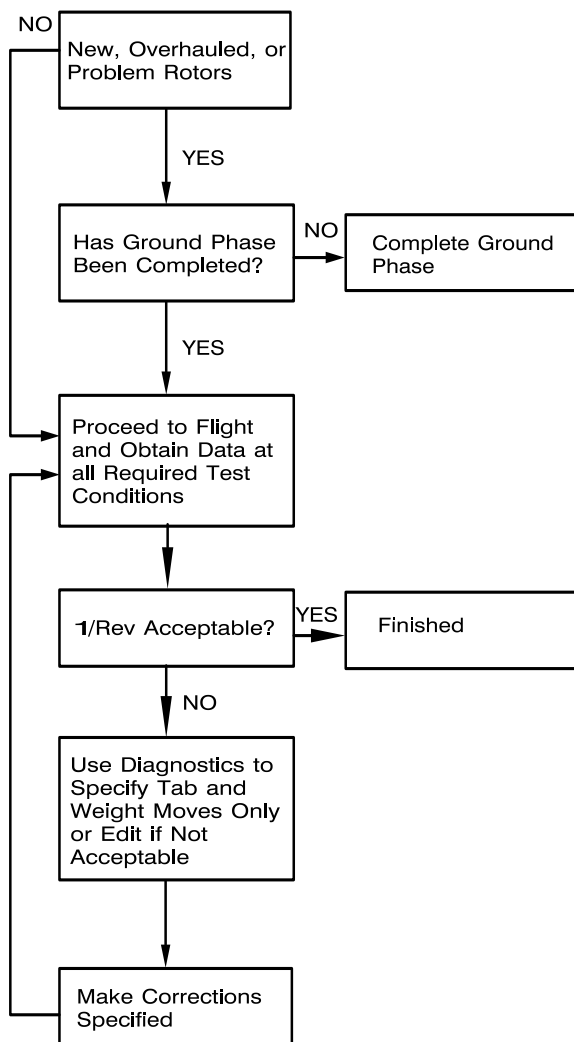 NO
New, Overhauled, or
Problem Rotors
YES
Has Ground Phase
Been Completed?
NO
Complete Ground
Phase
YES
Proceed to Flight
and Obtain Data at
all Required Test
Conditions
1/Rev Acceptable?
YES
Finished
NO
Use Diagnostics to
Specify Tab and
Weight Moves Only
or Edit if Not
Acceptable
Make Corrections
Specified